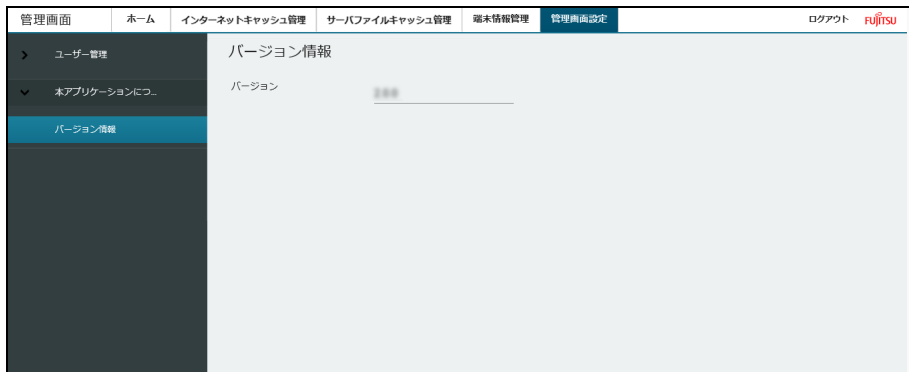 管理画面
ホーム
インターネットキャッシュ管理
サーバファイルキャッシュ管理
端末情報管理
管理画面設定
ログアウト
FUJITSU
ユーザー管理
本アプリケーションにつ...
バージョン情報
バージョン情報
バージョン